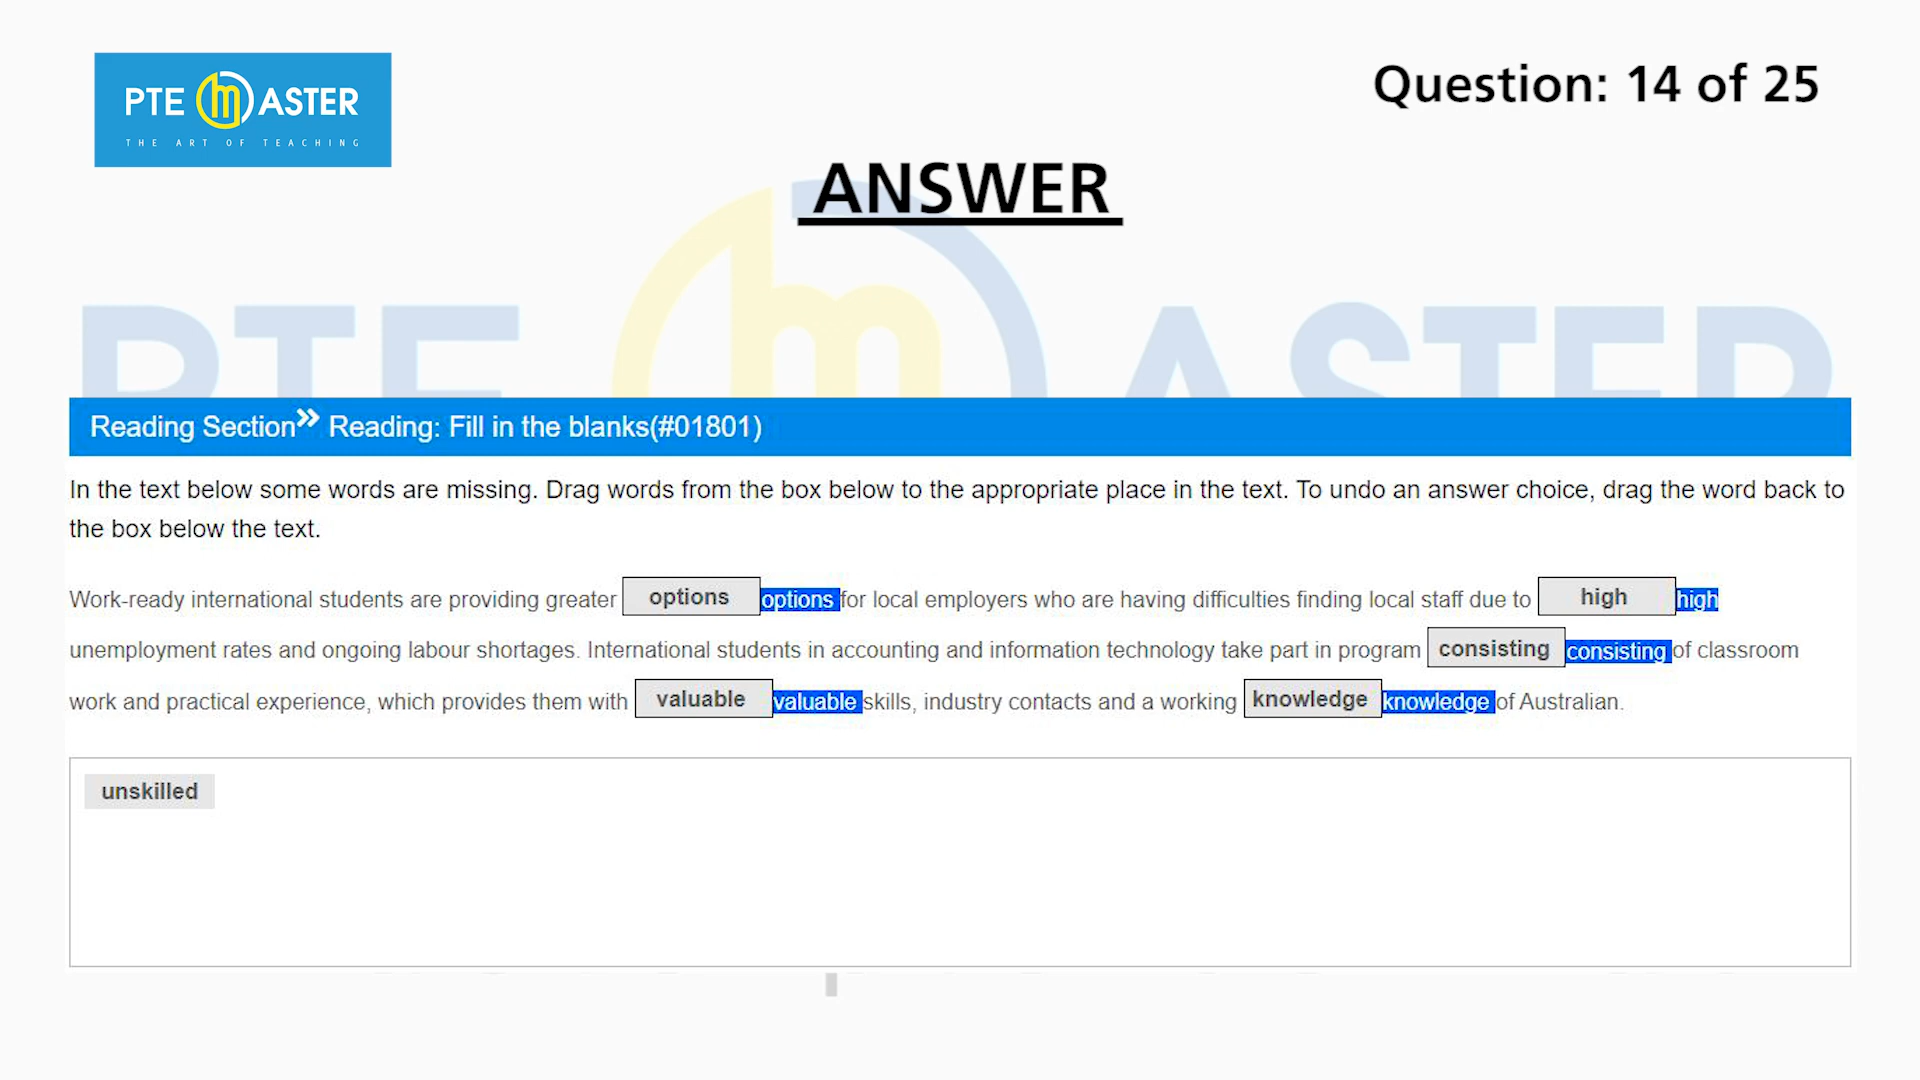 PTE MASTER
THE ART OF TEACHING
Question: 14 of 25
ANSWER
PTE MASTER
Reading Section» Reading: Fill in the blanks(#01801)
In the text below some words are missing. Drag words from the box below to the appropriate place in the text. To undo an answer choice, drag the word back to
the box below the text.
Work-ready international students are providing greater options options for local employers who are having difficulties finding local staff due to high high
unemployment rates and ongoing labour shortages. International students in accounting and information technology take part in program consisting consisting of classroom
work and practical experience, which provides them with valuable valuable skills, industry contacts and a working knowledge knowledge of Australian.
unskilled